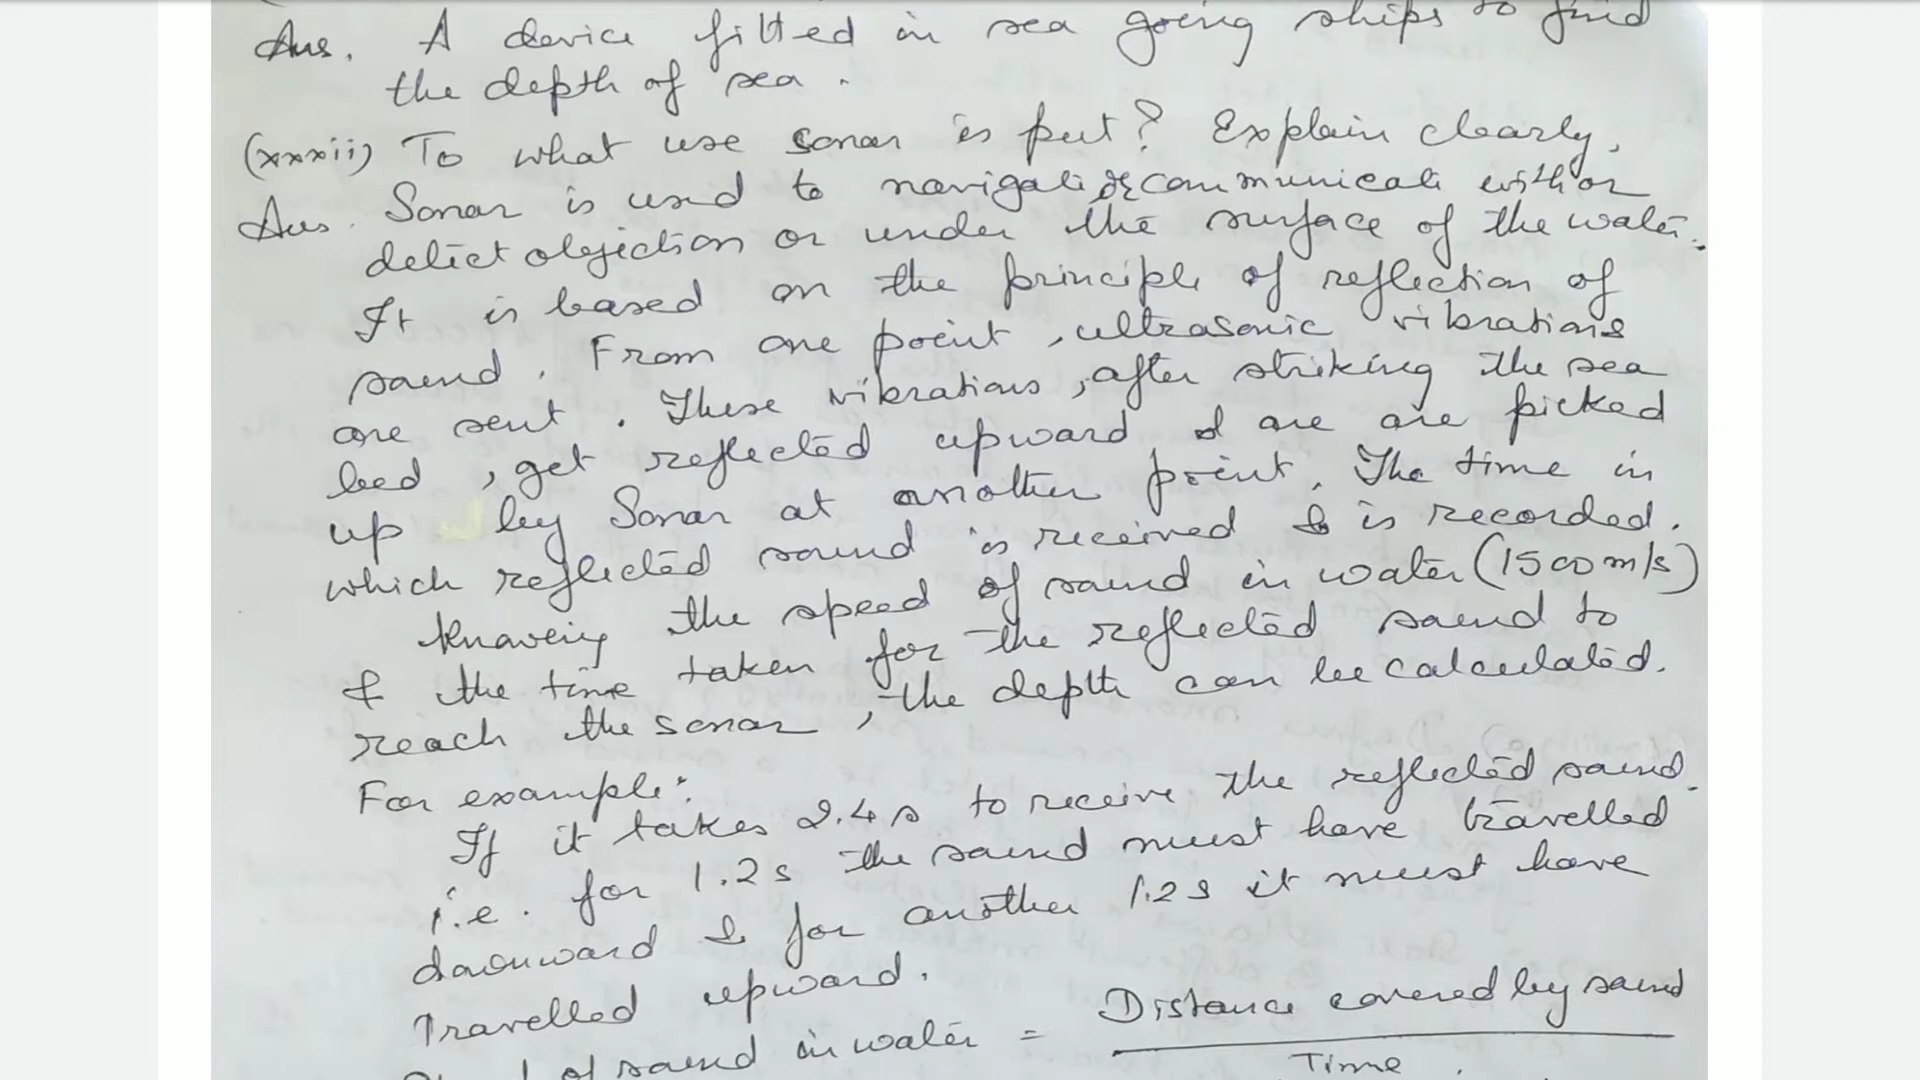 Ans. A device fitted in sea going ships to find
the depth of sea.
(xxxii) To what use sonar is put? Explain clearly.
Ans. Sonar is used to navigate, & communicate with or
detect objection or under the surface of the water.
It is based on the principle of reflection of
sound. From one point, ultrasonic vibrations
are sent. These vibrations, after striking the sea
bed, get reflected upward & are are picked
up by Sonar at another point. The time in
which reflected sound is received & is recorded.
Knowing the speed of sound in water (1500 m/s)
& the time taken for the reflected sound to
reach the sonar, the depth can be calculated.
For example:
If it takes 2.4 s to receive the reflected sound.
i.e. for 1.2 s the sound must have travelled
downward & for another 1.2 s it must have
Travelled upward.
of sound in water = Distance covered by sound
Time